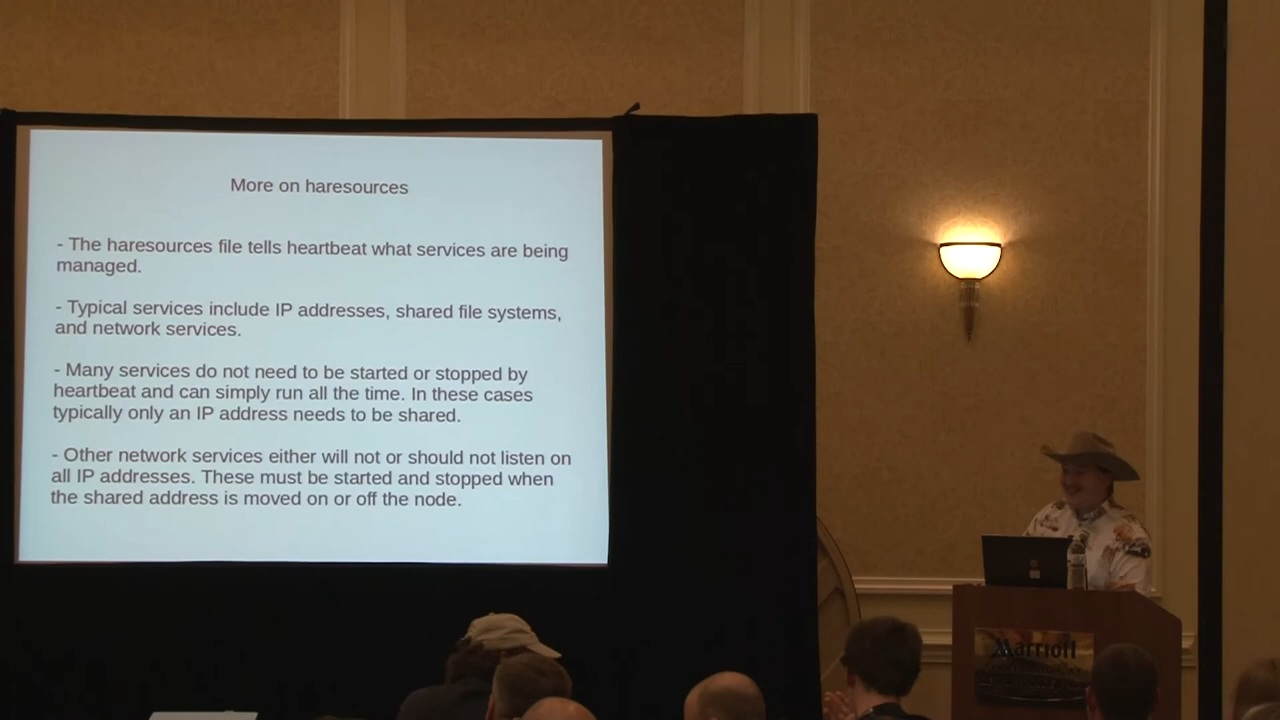 More on haresources
- The haresources file tells heartbeat what services are being
managed.
- Typical services include IP addresses, shared file systems,
and network services.
- Many services do not need to be started or stopped by
heartbeat and can simply run all the time. In these cases
typically only an IP address needs to be shared.
- Other network services either will not or should not listen on
all IP addresses. These must be started and stopped when
the shared address is moved on or off the node.
Marriott